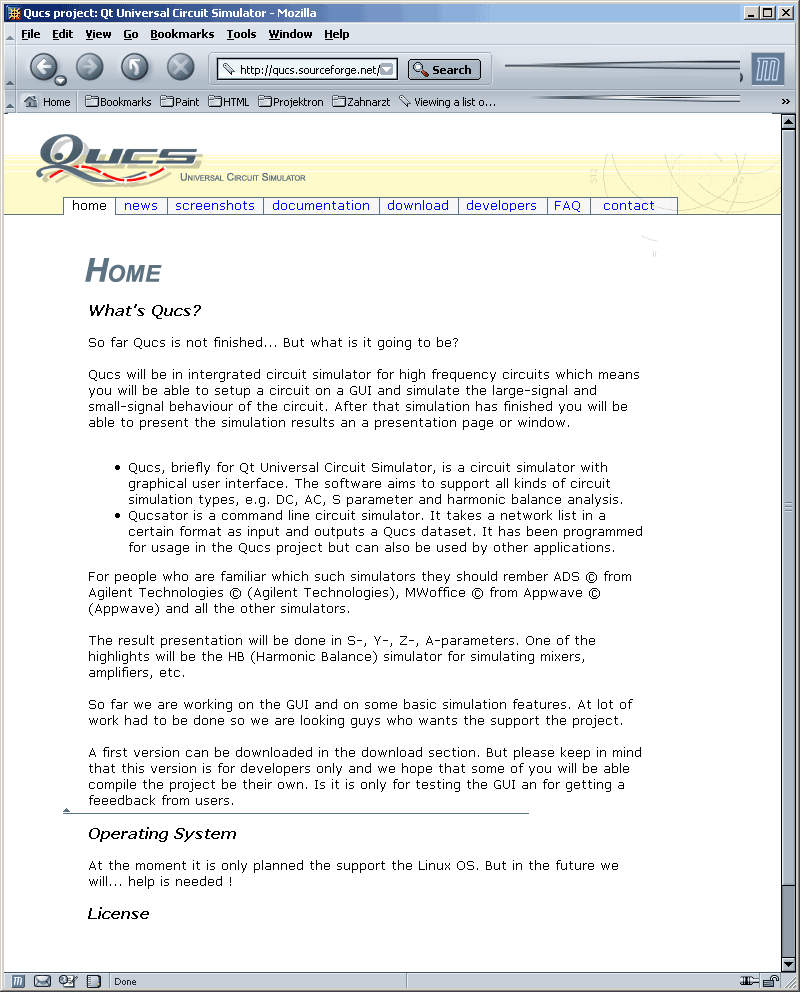 Qucs project: Qt Universal Circuit Simulator - Mozilla
File Edit View Go Bookmarks Tools Window Help
http://qucs.sourceforge.net/ Search
Home Bookmarks Paint HTML Projektron Zahnarzt Viewing a list o...
Qucs
Universal Circuit Simulator
home news screenshots documentation download developers FAQ contact
Home
What's Qucs?
So far Qucs is not finished... But what is it going to be?
Qucs will be in intergrated circuit simulator for high frequency circuits which means
you will be able to setup a circuit on a GUI and simulate the large-signal and
small-signal behaviour of the circuit. After that simulation has finished you will be
able to present the simulation results an a presentation page or window.
• Qucs, briefly for Qt Universal Circuit Simulator, is a circuit simulator with
graphical user interface. The software aims to support all kinds of circuit
simulation types, e.g. DC, AC, S parameter and harmonic balance analysis.
• Qucsator is a command line circuit simulator. It takes a network list in a
certain format as input and outputs a Qucs dataset. It has been programmed
for usage in the Qucs project but can also be used by other applications.
For people who are familiar which such simulators they should rember ADS © from
Agilent Technologies © (Agilent Technologies), MWoffice © from Appwave ©
(Appwave) and all the other simulators.
The result presentation will be done in S-, Y-, Z-, A-parameters. One of the
highlights will be the HB (Harmonic Balance) simulator for simulating mixers,
amplifiers, etc.
So far we are working on the GUI and on some basic simulation features. At lot of
work had to be done so we are looking guys who wants the support the project.
A first version can be downloaded in the download section. But please keep in mind
that this version is for developers only and we hope that some of you will be able
compile the project be their own. Is it is only for testing the GUI an for getting a
feeedback from users.
Operating System
At the moment it is only planned the support the Linux OS. But in the future we
will... help is needed !
License
Done